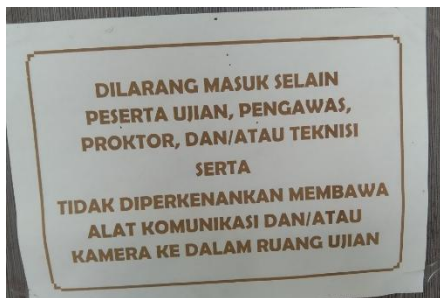 DILARANG MASUK SELAIN
PESERTA UJIAN, PENGAWAS,
PROKTOR, DAN/ATAU TEKNISI
SERTA
TIDAK DIPERKENANKAN MEMBAWA
ALAT KOMUNIKASI DAN/ATAU
KAMERA KE DALAM RUANG UJIAN